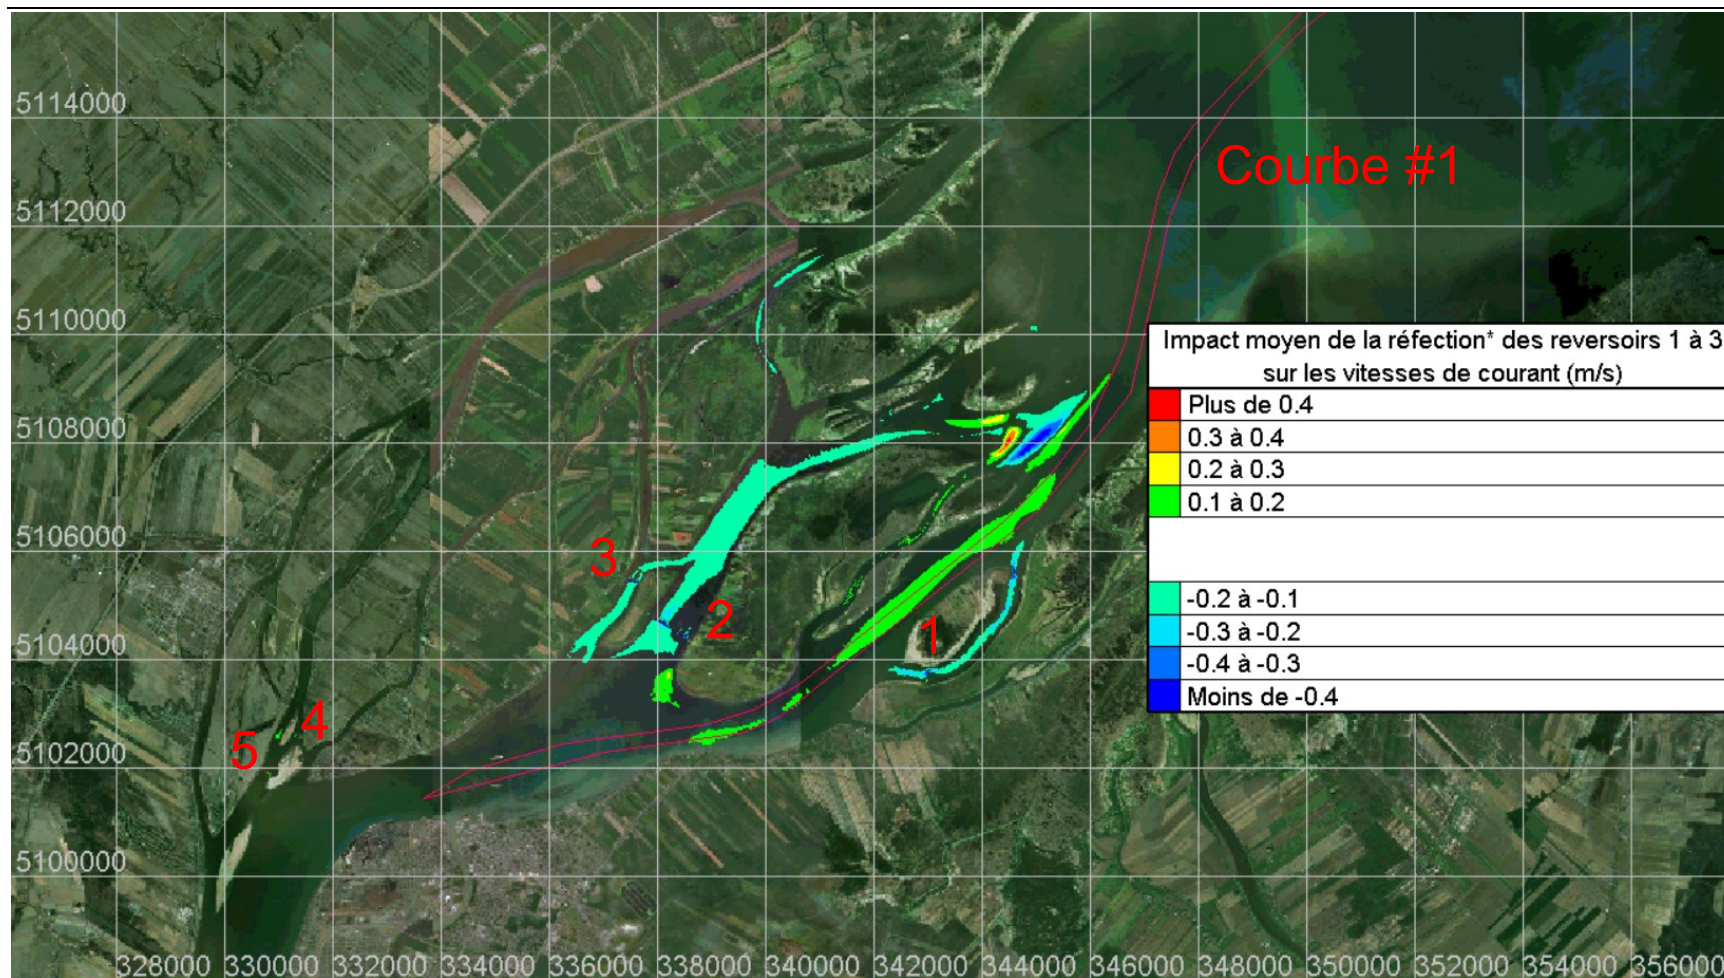 5114000
Courbe #1
5112000
5110000
Impact moyen de la réfection* des reversoirs 1 à 3
sur les vitesses de courant (m/s)
Plus de 0.4
5108000
0.3 à 0.4
0.2 à 0.3
0.1 à 0.2
5106000
3
-0.2 à -0.1
2
1
-0.3 à -0.2
5104000
-0.4 à -0.3
Moins de -0.4
4
5
5102000
5100000
328000 330000 332000 334000 336000 338000 340000 342000 344000 346000 348000 350000 352000 354000 356000